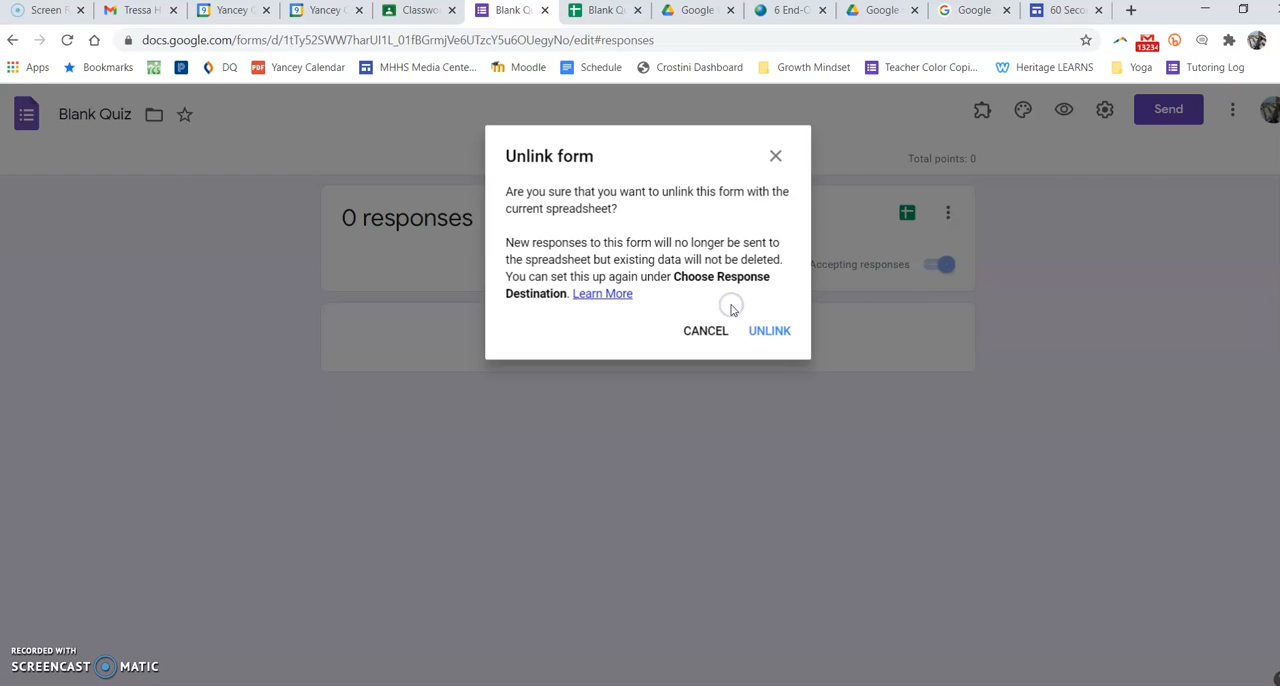 Screen Tressa H Yancey Yancey Classwo Blank Qu Blank Qu Google 6 End-O Google Google 60 Seco
docs.google.com/forms/d/1tTy52SWW7harUI1L_01fBGrmjVe6UTzcY5u6OUegyNo/edit#responses
13234
Apps Bookmarks DQ Yancey Calendar MHHS Media Cente... Moodle Schedule Crostini Dashboard Growth Mindset Teacher Color Copi... Heritage LEARNS Yoga Tutoring Log
Blank Quiz Send
Total points: 0
Unlink form
Are you sure that you want to unlink this form with the
current spreadsheet?
0 responses
New responses to this form will no longer be sent to
the spreadsheet but existing data will not be deleted.
You can set this up again under Choose Response
Destination. Learn More
Accepting responses
CANCEL UNLINK
RECORDED WITH
SCREENCAST MATIC